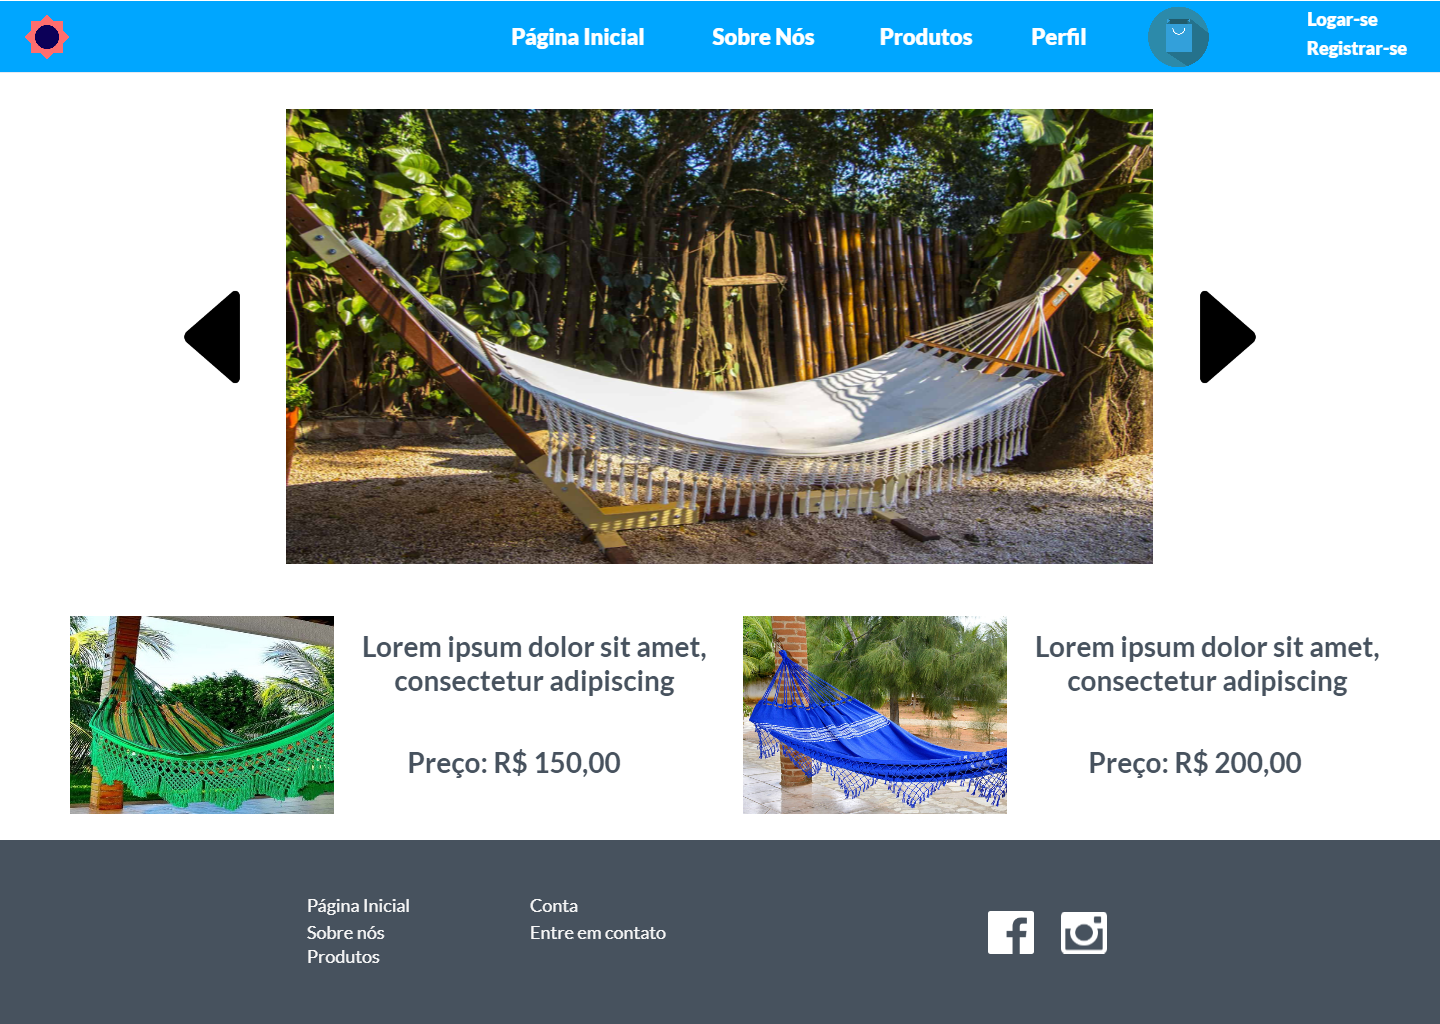 Página Inicial
Sobre Nós
Produtos
Perfil
Logar-se
Registrar-se
Lorem ipsum dolor sit amet,
consectetur adipiscing
Preço: R$ 150,00
Lorem ipsum dolor sit amet,
consectetur adipiscing
Preço: R$ 200,00
Página Inicial
Sobre nós
Produtos
Conta
Entre em contato